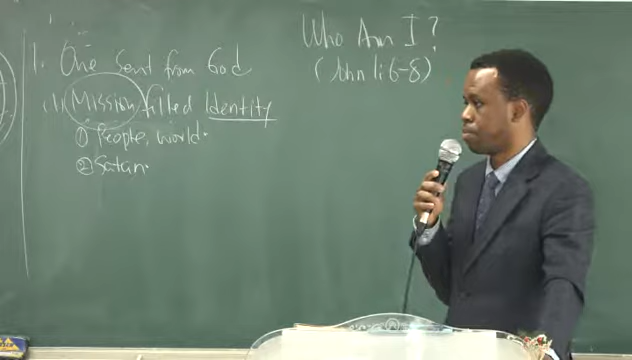 Who Am I?
(John 1:6-8)
1. One Sent from God
(1) Mission filled Identity
① People, world.
② Satan.